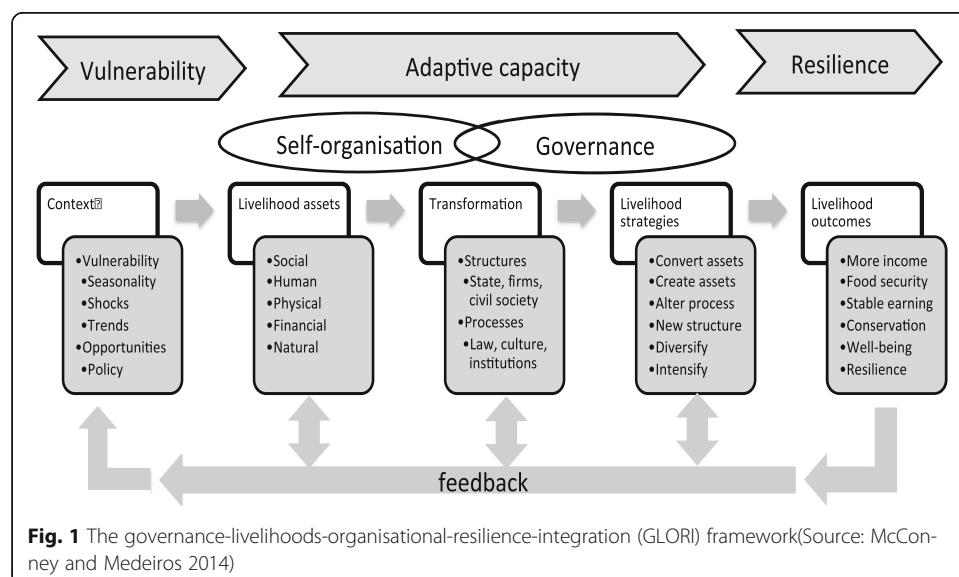 Vulnerability
Adaptive capacity
Resilience
Self-organisation
Governance
Context
Livelihood assets
Transformation
Livelihood
strategies
Livelihood
outcomes
•Vulnerability
•Seasonality
•Shocks
•Trends
•Opportunities
•Policy
•Social
•Human
•Physical
•Financial
•Natural
•Structures
•State, firms,
civil society
•Processes
•Law, culture,
institutions
•Convert assets
•Create assets
•Alter process
•New structure
•Diversify
•Intensify
•More income
•Food security
•Stable earning
•Conservation
•Well-being
•Resilience
feedback
Fig. 1 The governance-livelihoods-organisational-resilience-integration (GLORI) framework(Source: McCon-
ney and Medeiros 2014)